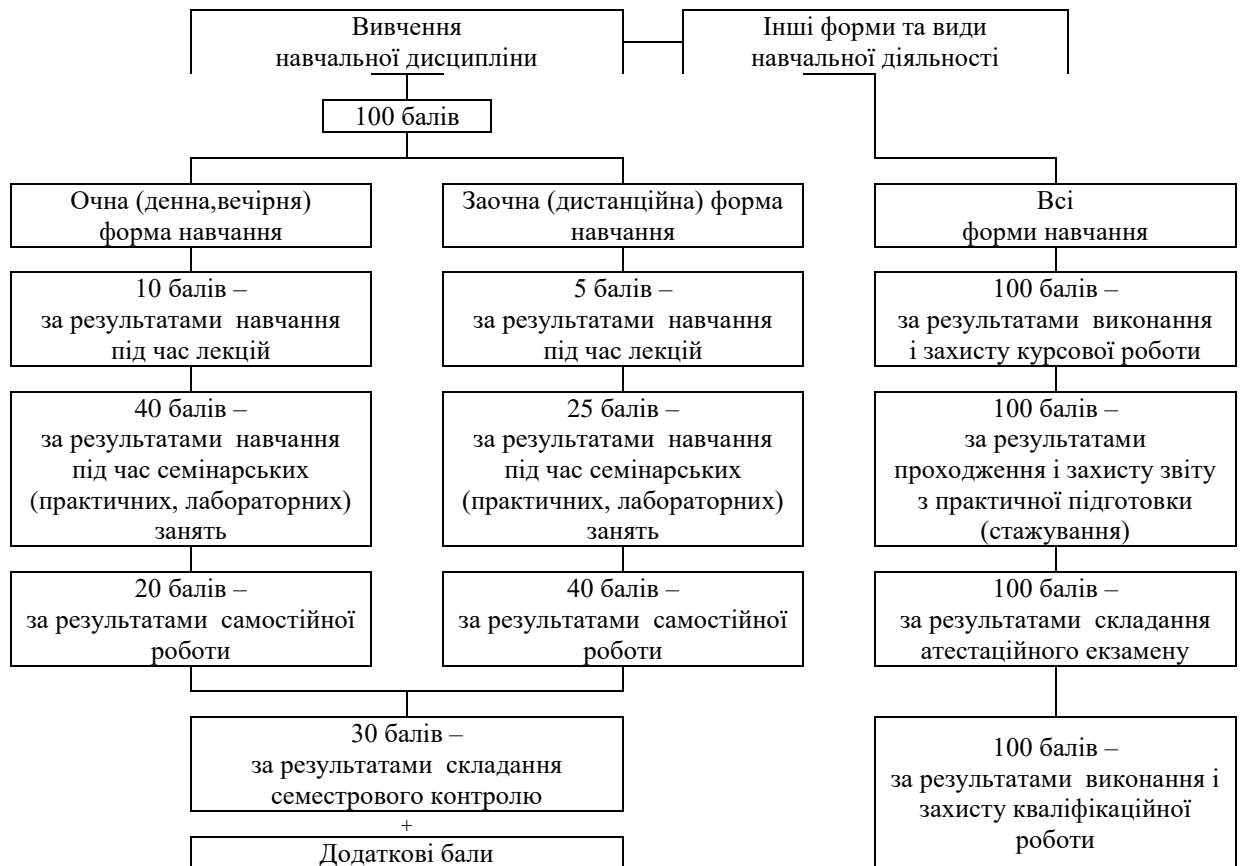 Вивчення
навчальної дисципліни
Інші форми та види
навчальної діяльності
100 балів
Очна (денна,вечірня)
форма навчання
Заочна (дистанційна) форма
навчання
Всі
форми навчання
10 балів –
за результатами навчання
під час лекцій
5 балів –
за результатами навчання
під час лекцій
100 балів –
за результатами виконання
і захисту курсової роботи
40 балів –
за результатами навчання
під час семінарських
(практичних, лабораторних)
занять
25 балів –
за результатами навчання
під час семінарських
(практичних, лабораторних)
занять
100 балів –
за результатами
проходження і захисту звіту
з практичної підготовки
(стажування)
20 балів –
за результатами самостійної
роботи
40 балів –
за результатами самостійної
роботи
100 балів –
за результатами складання
атестаційного екзамену
30 балів –
за результатами складання
семестрового контролю
+
Додаткові бали
100 балів –
за результатами виконання і
захисту кваліфікаційної
роботи